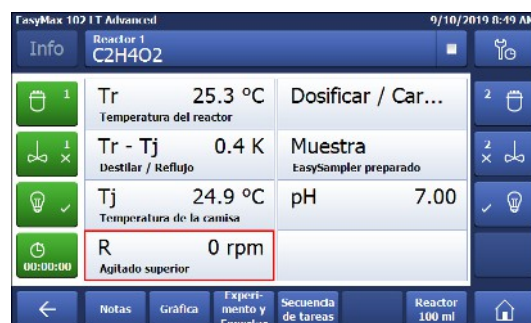 EasyMax 102 LT Advanced
9/10/2019 8:49 AM
Info
Reactor 1
C2H4O2
1
Tr 25.3 °C
Temperatura del reactor
Dosificar / Car...
2
1
Tr - Tj 0.4 K
Destilar / Reflujo
Muestra
EasySampler preparado
2
Tj 24.9 °C
Temperatura de la camisa
pH 7.00
00:00:00
R 0 rpm
Agitado superior
Notas
Gráfica
Experi-
mento y
Secuencia
de tareas
Reactor
100 ml